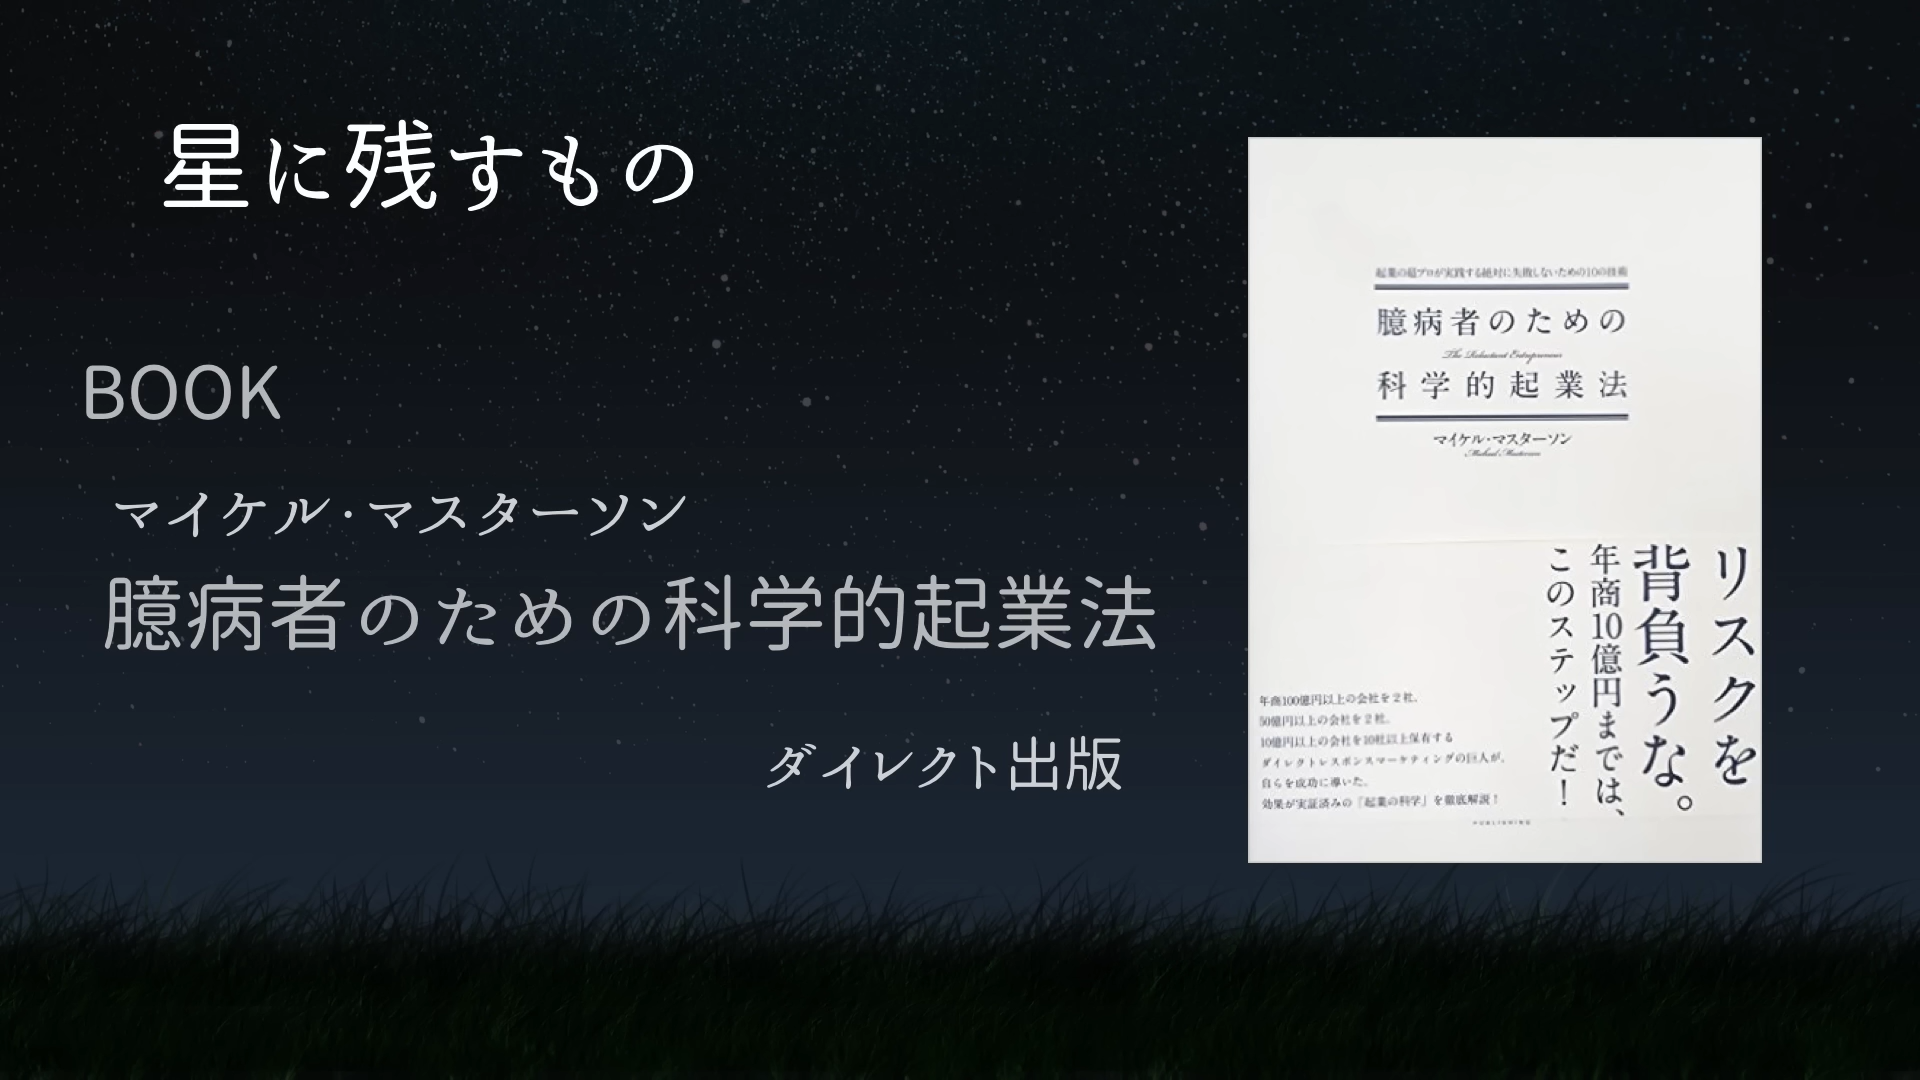 星に残すもの
BOOK
マイケル・マスターソン
臆病者のための科学的起業法
ダイレクト出版
起業の超プロが実践する絶対に失敗しないための10の技術
臆病者のための
The Reluctant Entrepreneur
科学的起業法
マイケル・マスターソン
Michael Masterson
リスクを
背負うな。
年商10億円までは、
このステップだ！
年商100億円以上の会社を2社、
50億円以上の会社を2社、
10億円以上の会社を10社以上保有する
ダイレクトレスポンスマーケティングの巨人が、
自らを成功に導いた、
効果が実証済みの「起業の科学」を徹底解説！
PUBLISHING